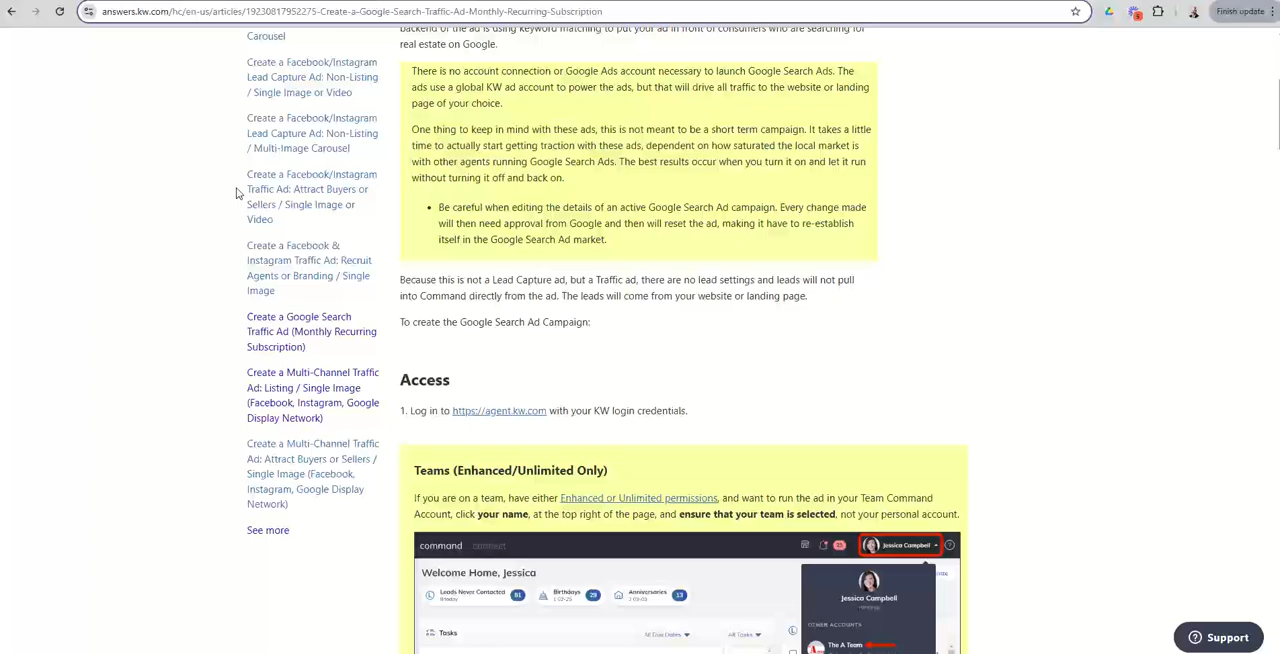 answers.kw.com/hc/en-us/articles/19230817952275-Create-a-Google-Search-Traffic-Ad-Monthly-Recurring-Subscription
Finish update
Carousel
Create a Facebook/Instagram
Lead Capture Ad: Non-Listing
/ Single Image or Video
Create a Facebook/Instagram
Lead Capture Ad: Non-Listing
/ Multi-Image Carousel
Create a Facebook/Instagram
Traffic Ad: Attract Buyers or
Sellers / Single Image or
Video
Create a Facebook &
Instagram Traffic Ad: Recruit
Agents or Branding / Single
Image
Create a Google Search
Traffic Ad (Monthly Recurring
Subscription)
Create a Multi-Channel Traffic
Ad: Listing / Single Image
(Facebook, Instagram, Google
Display Network)
Create a Multi-Channel Traffic
Ad: Attract Buyers or Sellers /
Single Image (Facebook,
Instagram, Google Display
Network)
See more
backend of the ad is using keyword matching to put your ad in front of consumers who are searching for
real estate on Google.
There is no account connection or Google Ads account necessary to launch Google Search Ads. The
ads use a global KW ad account to power the ads, but that will drive all traffic to the website or landing
page of your choice.
One thing to keep in mind with these ads, this is not meant to be a short term campaign. It takes a little
time to actually start getting traction with these ads, dependent on how saturated the local market is
with other agents running Google Search Ads. The best results occur when you turn it on and let it run
without turning it off and back on.
• Be careful when editing the details of an active Google Search Ad campaign. Every change made
will then need approval from Google and then will reset the ad, making it have to re-establish
itself in the Google Search Ad market.
Because this is not a Lead Capture ad, but a Traffic ad, there are no lead settings and leads will not pull
into Command directly from the ad. The leads will come from your website or landing page.
To create the Google Search Ad Campaign:
Access
1. Log in to https://agent.kw.com with your KW login credentials.
Teams (Enhanced/Unlimited Only)
If you are on a team, have either Enhanced or Unlimited permissions, and want to run the ad in your Team Command
Account, click your name, at the top right of the page, and ensure that your team is selected, not your personal account.
command connect
Jessica Campbell
Welcome Home, Jessica
Leads Never Contacted 91
Birthdays 29
Anniversaries 13
Jessica Campbell
OTHER ACCOUNTS
Tasks
All Due Dates
All Tasks
The A Team
Support